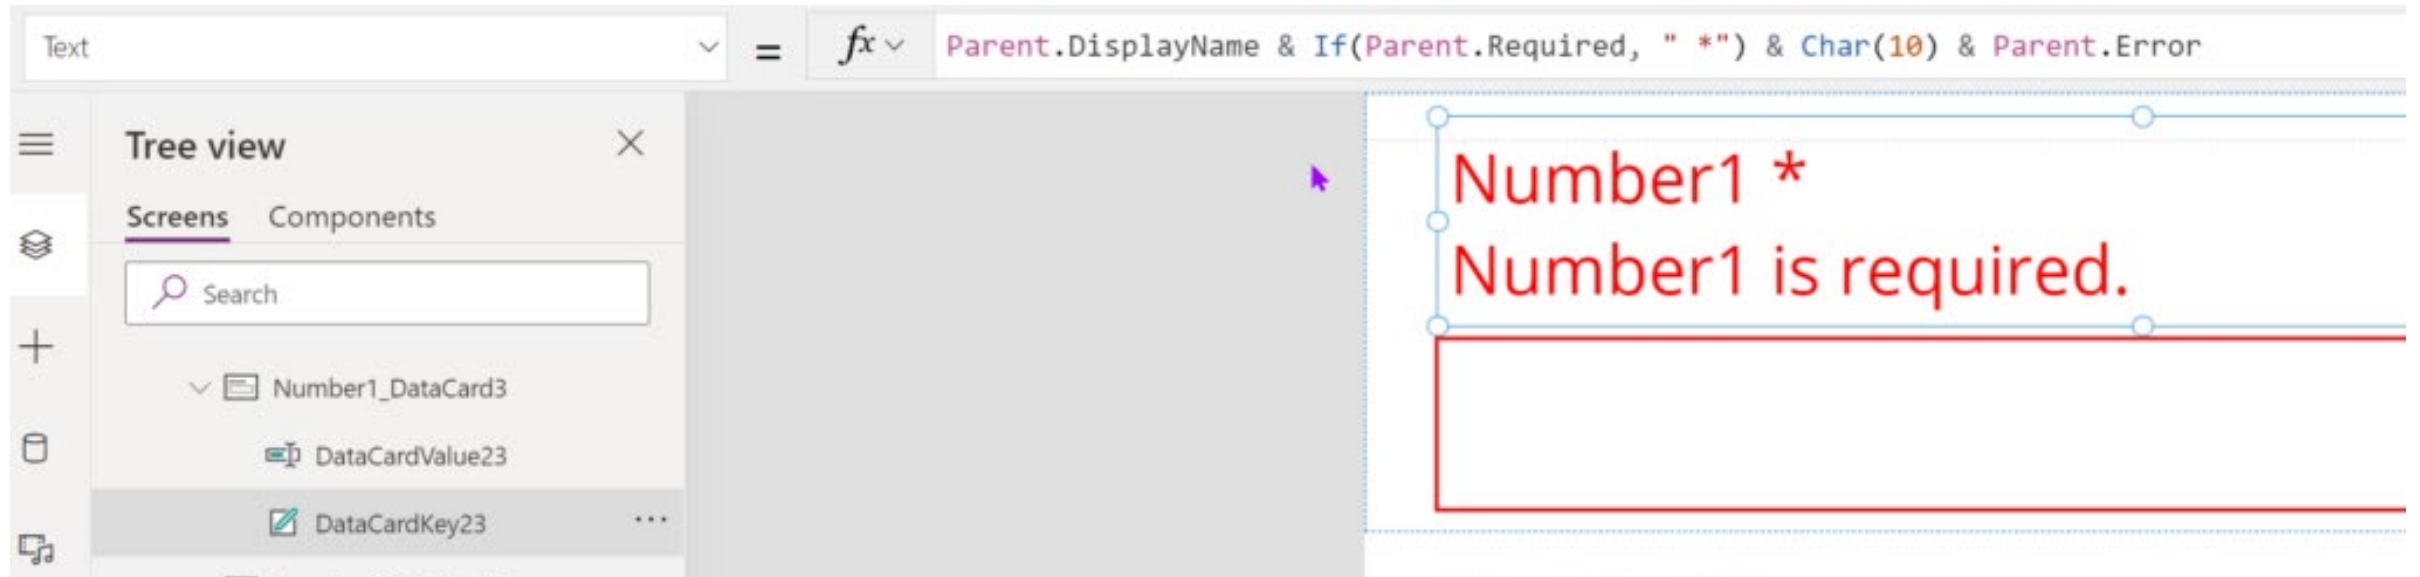 Text = fx Parent.DisplayName & If(Parent.Required, " *") & Char(10) & Parent.Error
Tree view
Screens Components
Search
Number1_DataCard3
DataCardValue23
DataCardKey23 ...
Number1 *
Number1 is required.